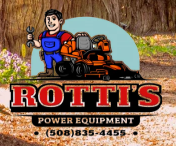 ROTTI'S
POWER EQUIPMENT
• (508)835-4455 •